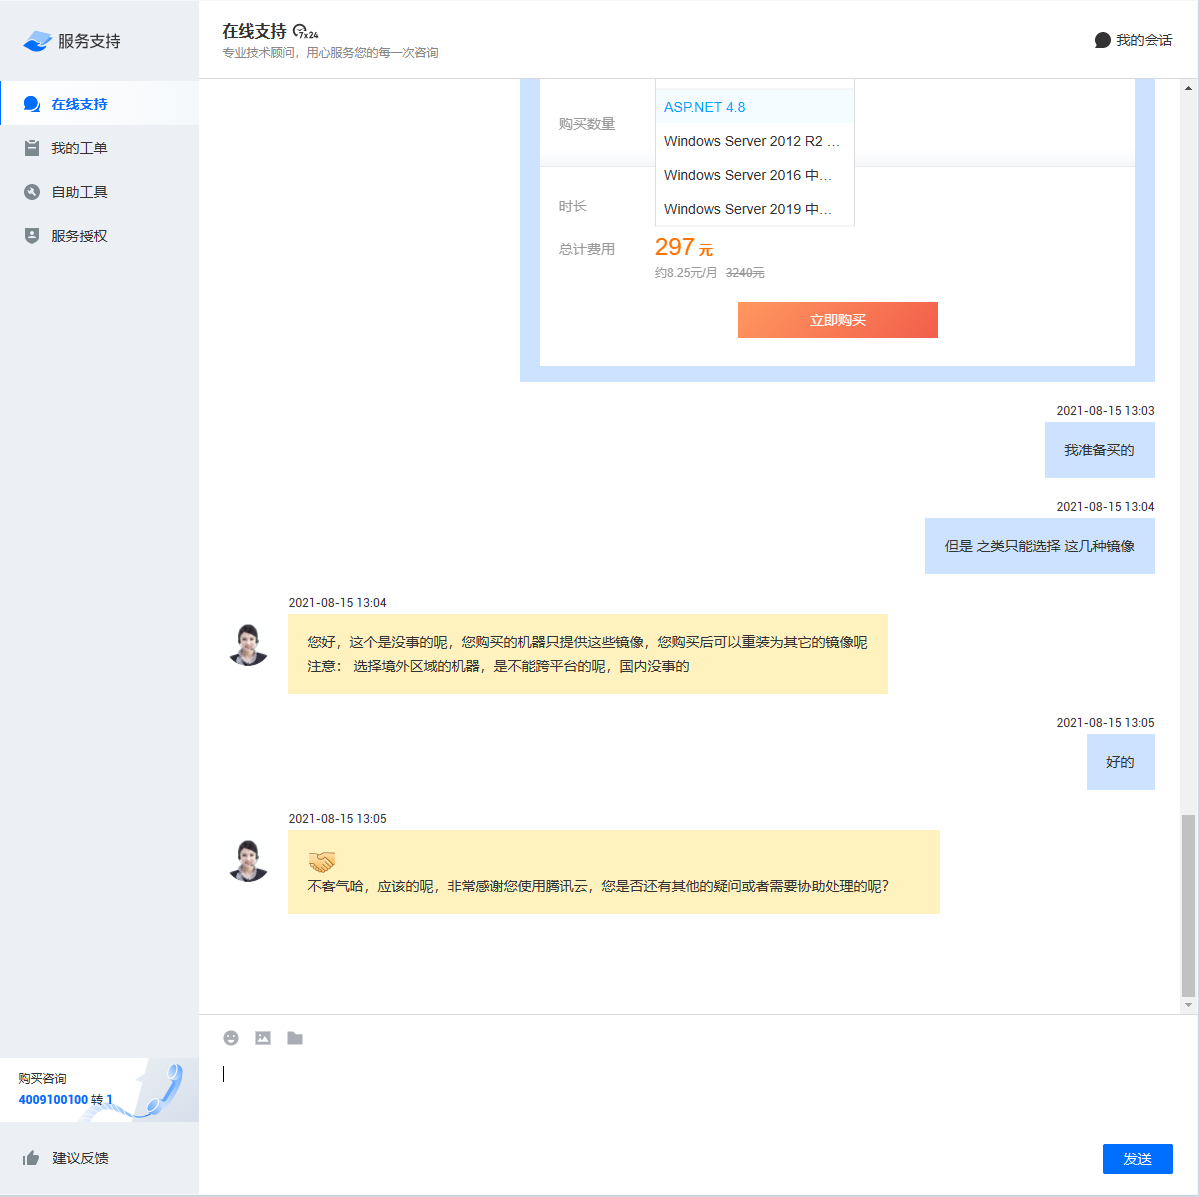 服务支持
在线支持
我的工单
自助工具
服务授权
购买咨询
4009100100 转 1
建议反馈
在线支持 7x24
专业技术顾问，用心服务您的每一次咨询
我的会话
购买数量
ASP.NET 4.8
Windows Server 2012 R2 ...
Windows Server 2016 中...
Windows Server 2019 中...
时长
总计费用
297 元
约8.25元/月 3240元
立即购买
2021-08-15 13:03
我准备买的
2021-08-15 13:04
但是 之类只能选择 这几种镜像
2021-08-15 13:04
您好，这个是没事的呢，您购买的机器只提供这些镜像，您购买后可以重装为其它的镜像呢
注意： 选择境外区域的机器，是不能跨平台的呢，国内没事的
2021-08-15 13:05
好的
2021-08-15 13:05
不客气哈，应该的呢，非常感谢您使用腾讯云，您是否还有其他的疑问或者需要协助处理的呢？
发送